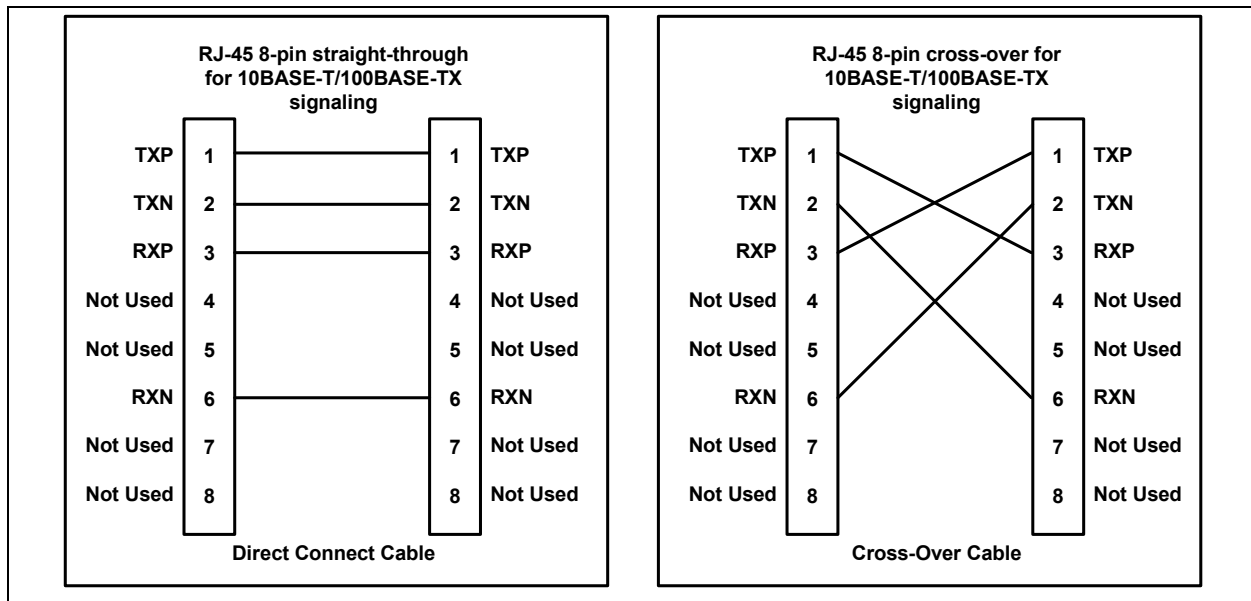 RJ-45 8-pin straight-through
for 10BASE-T/100BASE-TX
signaling
TXP 1 1 TXP
TXN 2 2 TXN
RXP 3 3 RXP
Not Used 4 4 Not Used
Not Used 5 5 Not Used
RXN 6 6 RXN
Not Used 7 7 Not Used
Not Used 8 8 Not Used
Direct Connect Cable
RJ-45 8-pin cross-over for
10BASE-T/100BASE-TX
signaling
TXP 1 1 TXP
TXN 2 2 TXN
RXP 3 3 RXP
Not Used 4 4 Not Used
Not Used 5 5 Not Used
RXN 6 6 RXN
Not Used 7 7 Not Used
Not Used 8 8 Not Used
Cross-Over Cable